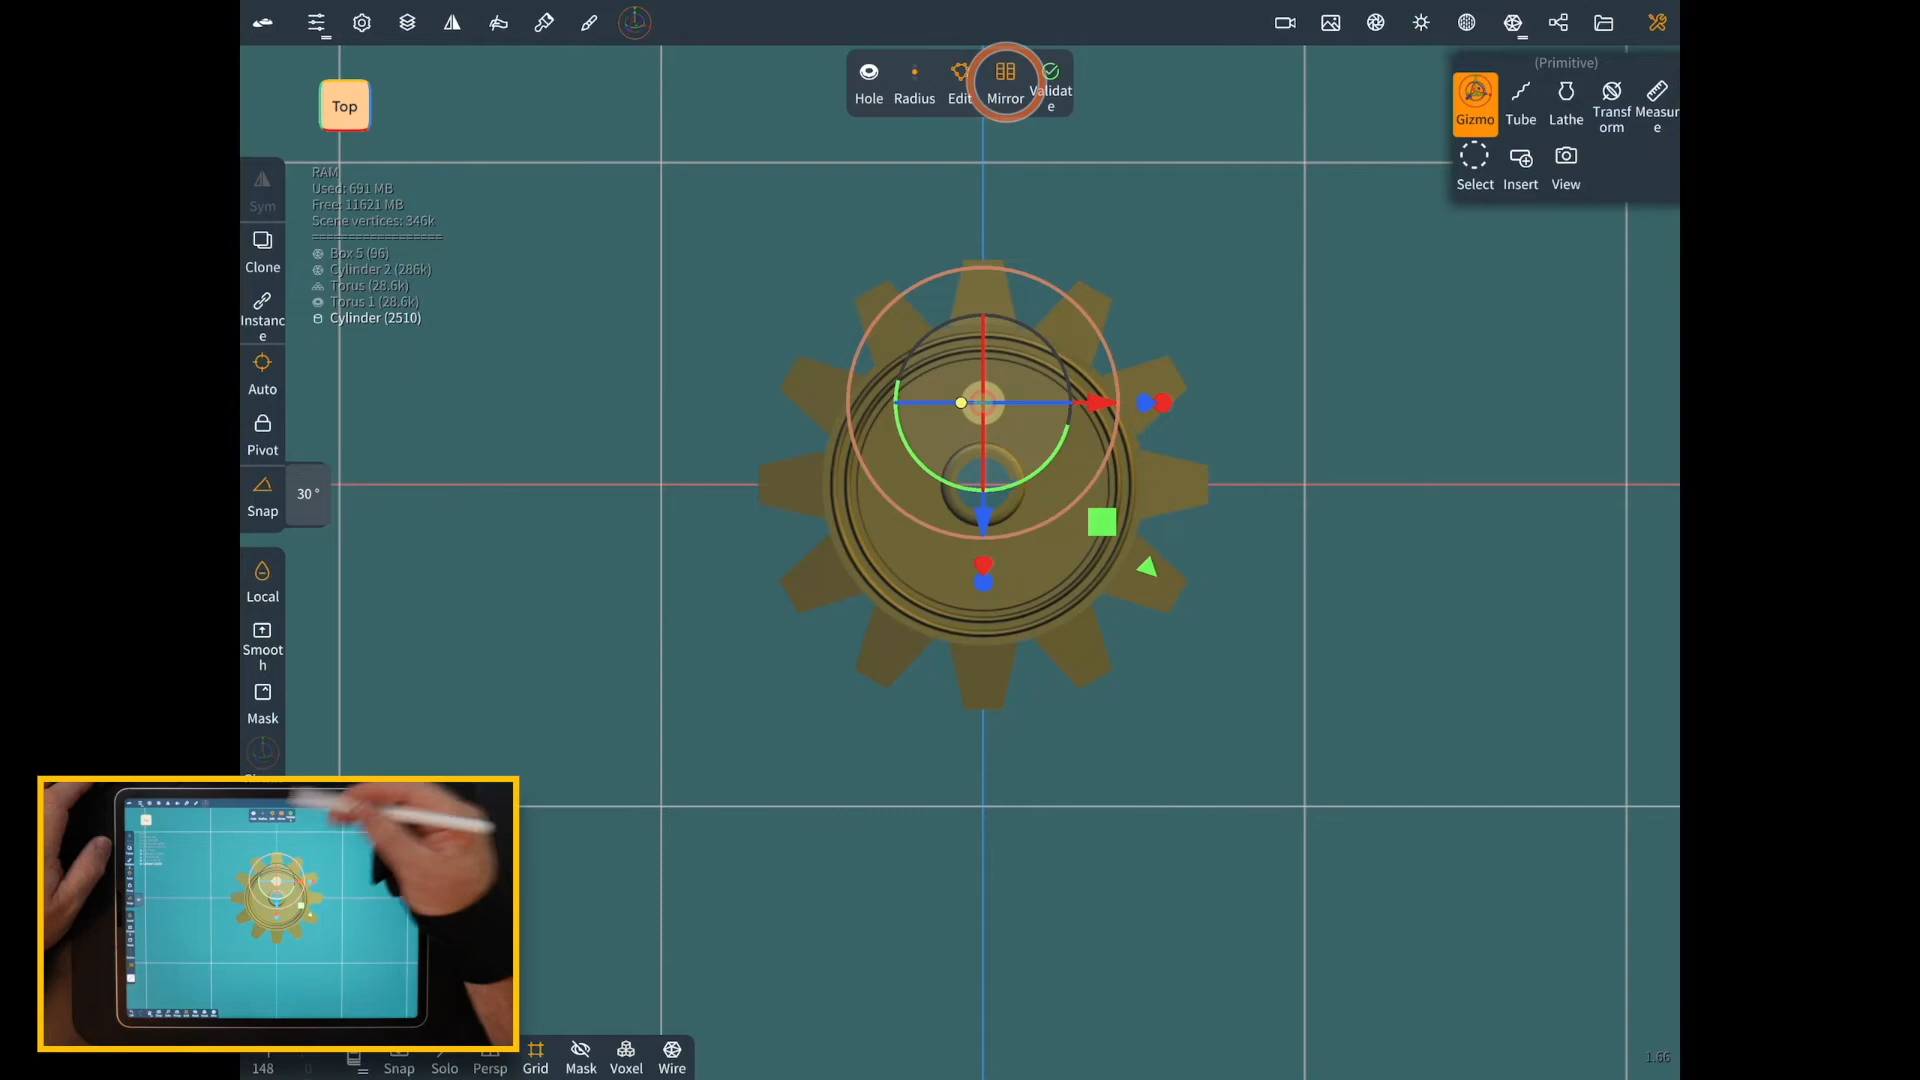 Top
RAM
Used: 691 MB
Free: 11621 MB
Scene vertices: 346k
==================
Box 5 (96)
Cylinder 2 (286k)
Torus (28.6k)
Torus 1 (28.6k)
Cylinder (2510)
Hole
Radius
Edit
Mirror
Validat
e
(Primitive)
Gizmo
Tube
Lathe
Transf
orm
Measur
e
Select
Insert
View
Sym
Clone
Instanc
e
Auto
Pivot
Snap
30 °
Local
Smoot
h
Mask
148
0
Snap
Solo
Persp
Grid
Mask
Voxel
Wire
1.66